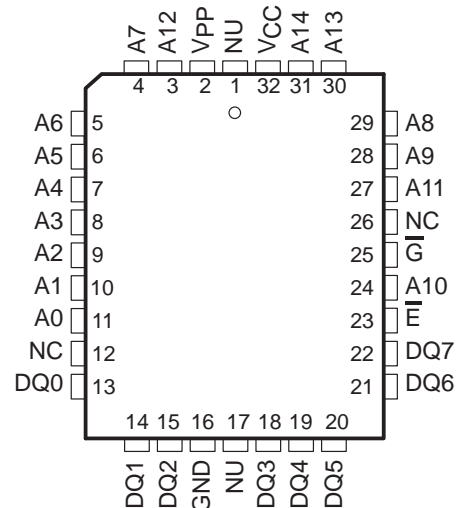 A7 A12 VPP NU VCC A14 A13
4 3 2 1 32 31 30
A6 5 29 A8
A5 6 28 A9
A4 7 27 A11
A3 8 26 NC
A2 9 25 G̅
A1 10 24 A10
A0 11 23 E̅
NC 12 22 DQ7
DQ0 13 21 DQ6
14 15 16 17 18 19 20
DQ1 DQ2 GND NU DQ3 DQ4 DQ5